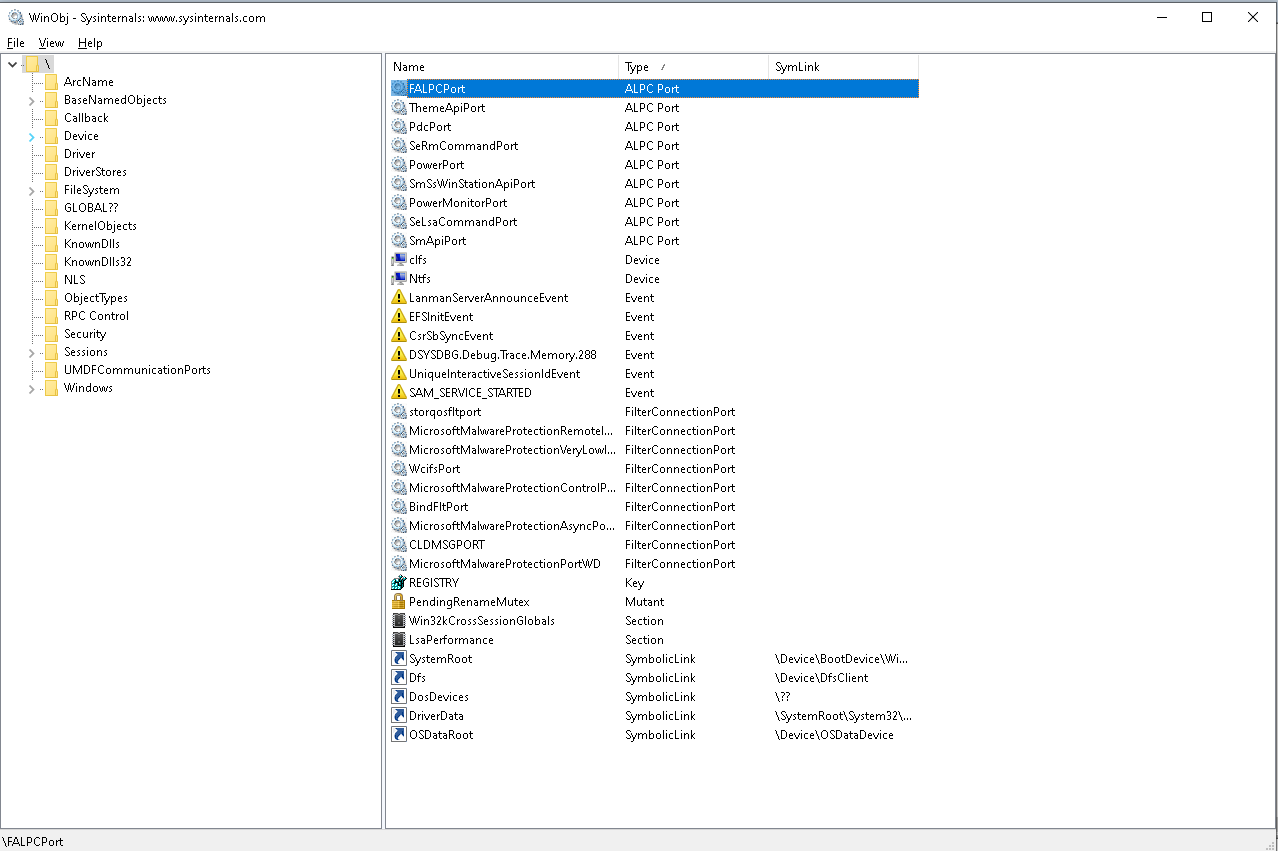 WinObj - Sysinternals: www.sysinternals.com
File View Help
\
ArcName
BaseNamedObjects
Callback
Device
Driver
DriverStores
FileSystem
GLOBAL??
KernelObjects
KnownDlls
KnownDlls32
NLS
ObjectTypes
RPC Control
Security
Sessions
UMDFCommunicationPorts
Windows
Name Type SymLink
FALPCPort ALPC Port
ThemeApiPort ALPC Port
PdcPort ALPC Port
SeRmCommandPort ALPC Port
PowerPort ALPC Port
SmSsWinStationApiPort ALPC Port
PowerMonitorPort ALPC Port
SeLsaCommandPort ALPC Port
SmApiPort ALPC Port
clfs Device
Ntfs Device
LanmanServerAnnounceEvent Event
EFSInitEvent Event
CsrSbSyncEvent Event
DSYSDBG.Debug.Trace.Memory.288 Event
UniqueInteractiveSessionIdEvent Event
SAM_SERVICE_STARTED Event
storqosfltport FilterConnectionPort
MicrosoftMalwareProtectionRemoteI... FilterConnectionPort
MicrosoftMalwareProtectionVeryLowI... FilterConnectionPort
WcifsPort FilterConnectionPort
MicrosoftMalwareProtectionControlP... FilterConnectionPort
BindFltPort FilterConnectionPort
MicrosoftMalwareProtectionAsyncPo... FilterConnectionPort
CLDMSGPORT FilterConnectionPort
MicrosoftMalwareProtectionPortWD FilterConnectionPort
REGISTRY Key
PendingRenameMutex Mutant
Win32kCrossSessionGlobals Section
LsaPerformance Section
SystemRoot SymbolicLink \Device\BootDevice\Wi...
Dfs SymbolicLink \Device\DfsClient
DosDevices SymbolicLink \??
DriverData SymbolicLink \SystemRoot\System32\...
OSDataRoot SymbolicLink \Device\OSDataDevice
\FALPCPort